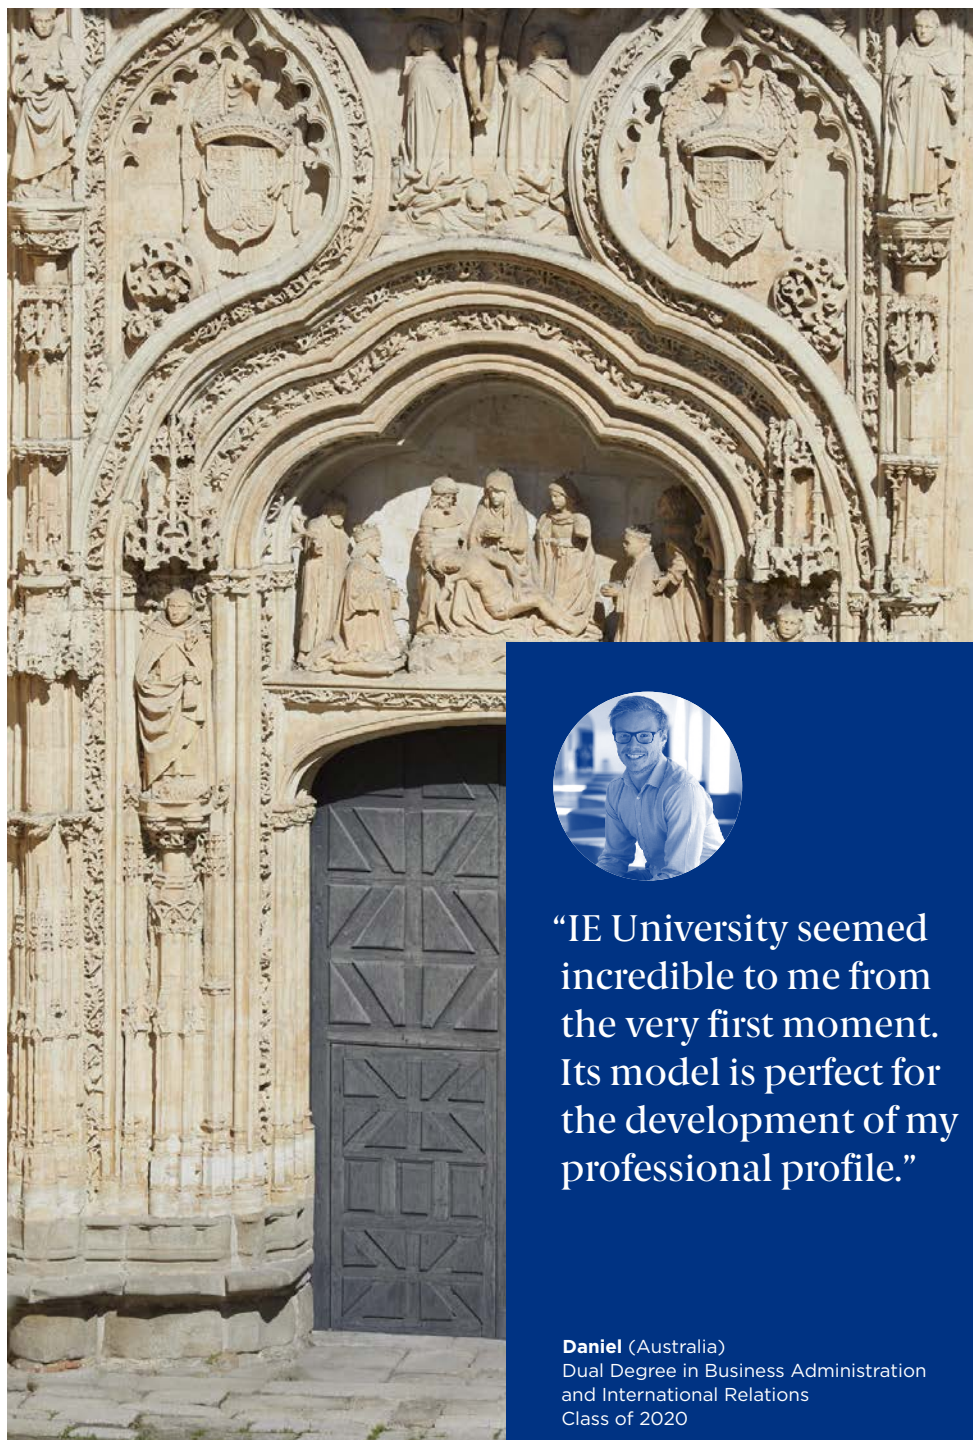 “IE University seemed
incredible to me from
the very first moment.
Its model is perfect for
the development of my
professional profile.”
Daniel (Australia)
Dual Degree in Business Administration
and International Relations
Class of 2020